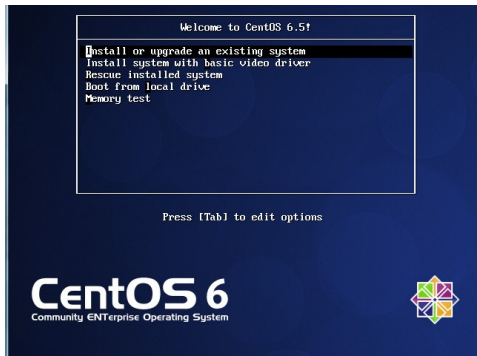 Welcome to CentOS 6.5!
Install or upgrade an existing system
Install system with basic video driver
Rescue installed system
Boot from local drive
Memory test
Press [Tab] to edit options
CentOS 6
Community ENTerprise Operating System